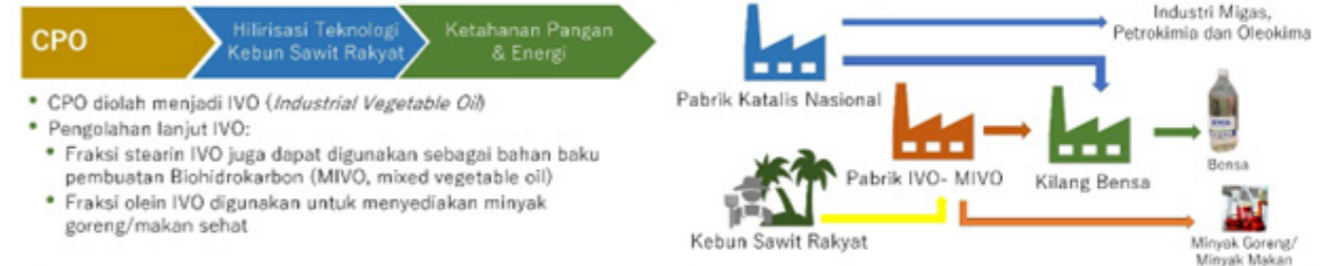 CPO
Hilirisasi Teknologi
Kebun Sawit Rakyat
Ketahanan Pangan
& Energi
• CPO diolah menjadi IVO (Industrial Vegetable Oil)
• Pengolahan lanjut IVO:
• Fraksi stearin IVO juga dapat digunakan sebagai bahan baku
pembuatan Biohidrokarbon (MIVO, mixed vegetable oil)
• Fraksi olein IVO digunakan untuk menyediakan minyak
goreng/makan sehat
Industri Migas,
Petrokimia dan Oleokima
Pabrik Katalis Nasional
Pabrik IVO- MIVO
Kilang Bensa
Bensa
Kebun Sawit Rakyat
Minyak Goreng/
Minyak Makan